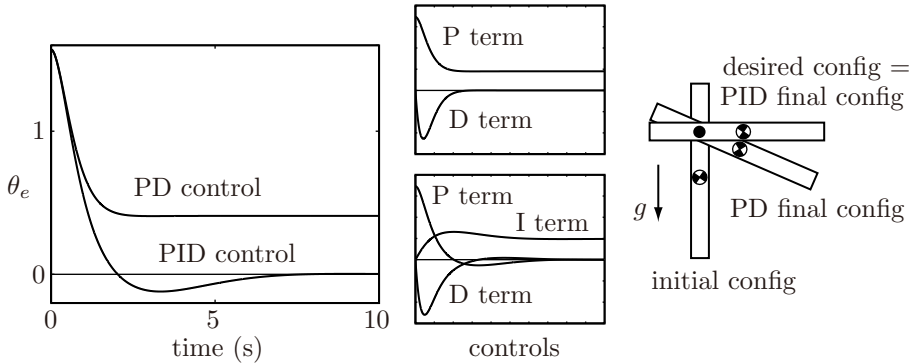 1
0
θe
PD control
PID control
0
5
10
time (s)
P term
D term
P term
I term
D term
controls
desired config =
PID final config
g
PD final config
initial config